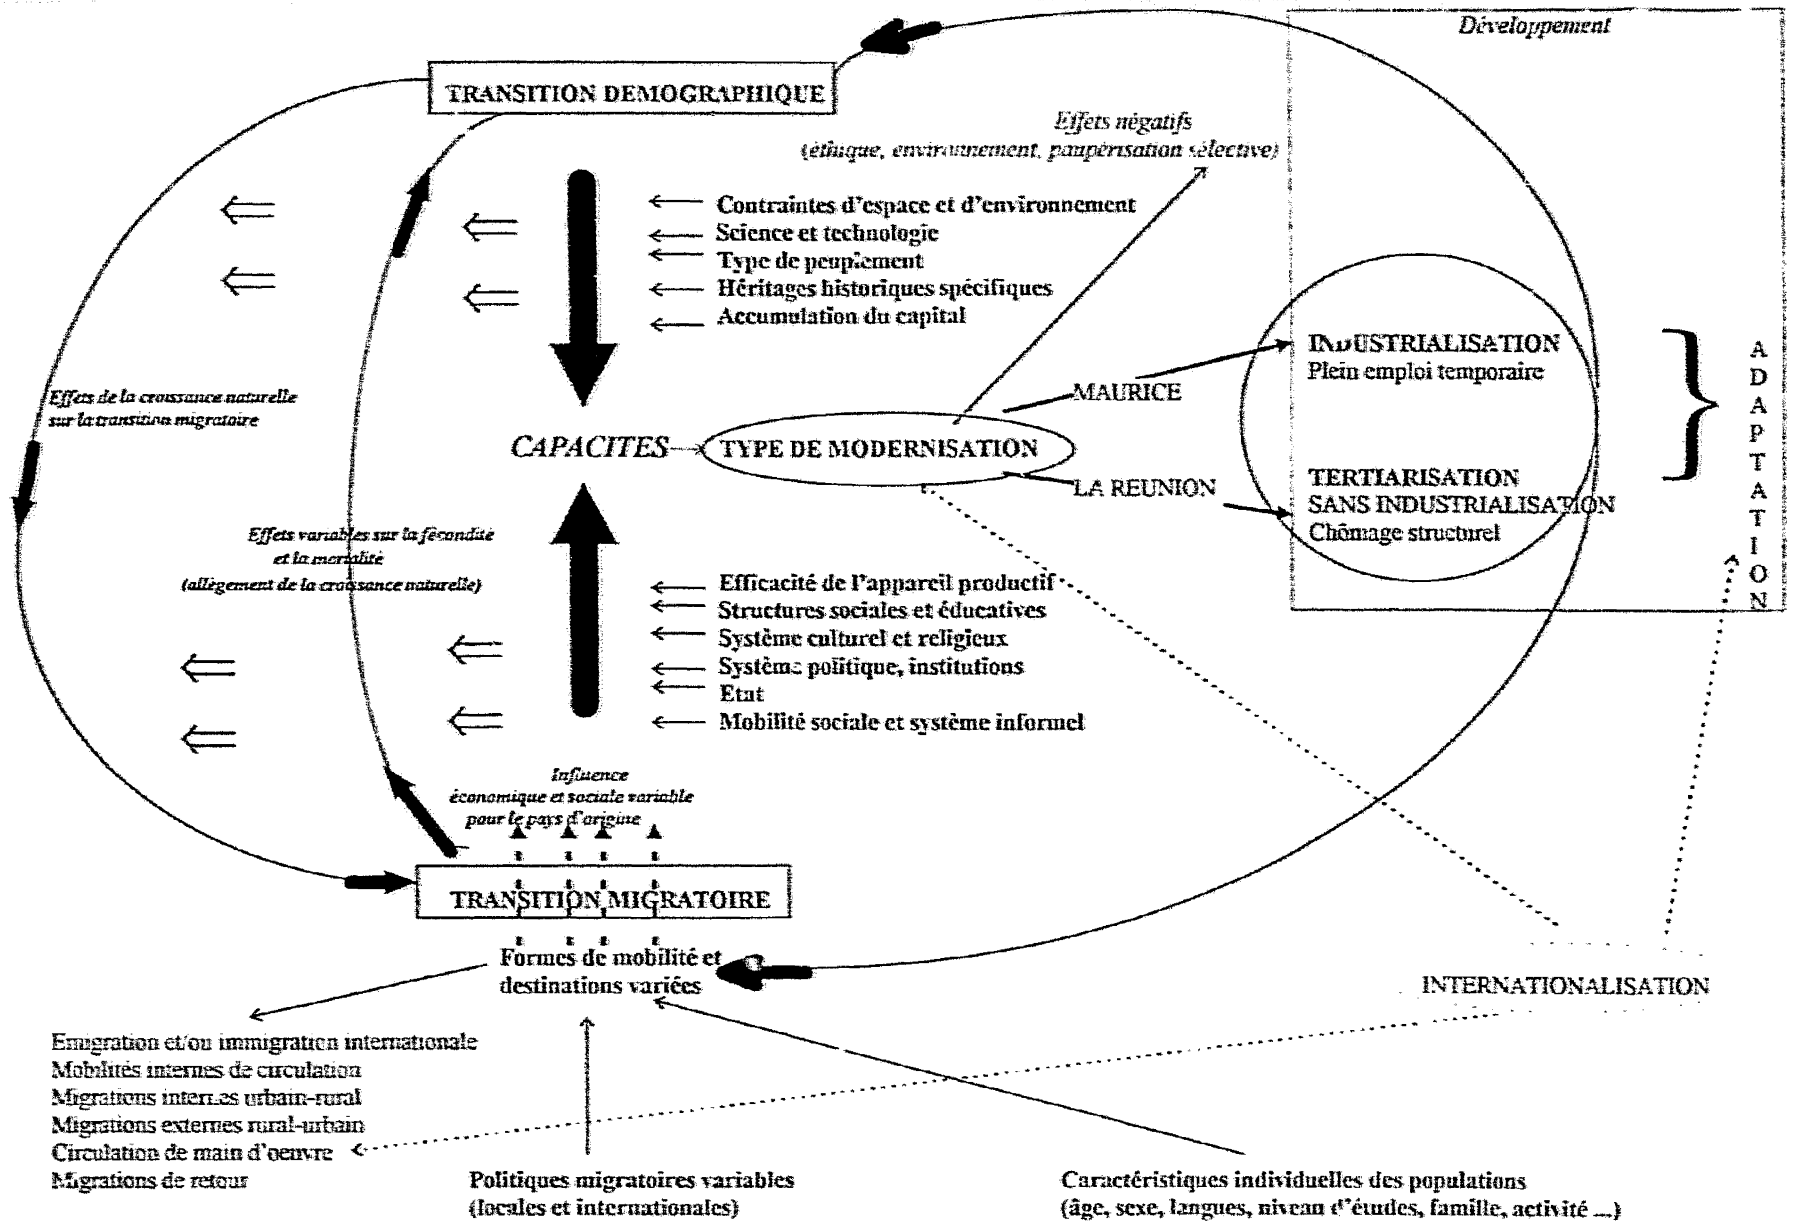 Développement
TRANSITION DEMOGRAPHIQUE
Effets négatifs
(éthique, environnement, paupérisation sélective)
Contraintes d'espace et d'environnement
Science et technologie
Type de peuplement
Héritages historiques spécifiques
Accumulation du capital
Effets de la croissance naturelle
sur la transition migratoire
CAPACITES
TYPE DE MODERNISATION
MAURICE
LA REUNION
INDUSTRIALISATION
Plein emploi temporaire
TERTIARISATION
SANS INDUSTRIALISATION
Chômage structurel
ADAPTATION
Effets variables sur la fécondité
et la mortalité
(allègement de la croissance naturelle)
Efficacité de l'appareil productif
Structures sociales et éducatives
Système culturel et religieux
Système politique, institutions
Etat
Mobilité sociale et système informel
Influence
économique et sociale variable
pour le pays d'origine
TRANSITION MIGRATOIRE
Formes de mobilité et
destinations variées
INTERNATIONALISATION
Emigration et/ou immigration internationale
Mobilités internes de circulation
Migrations internes urbain-rural
Migrations externes rural-urbain
Circulation de main d'oeuvre
Migrations de retour
Politiques migratoires variables
(locales et internationales)
Caractéristiques individuelles des populations
(âge, sexe, langues, niveau d'études, famille, activité ...)